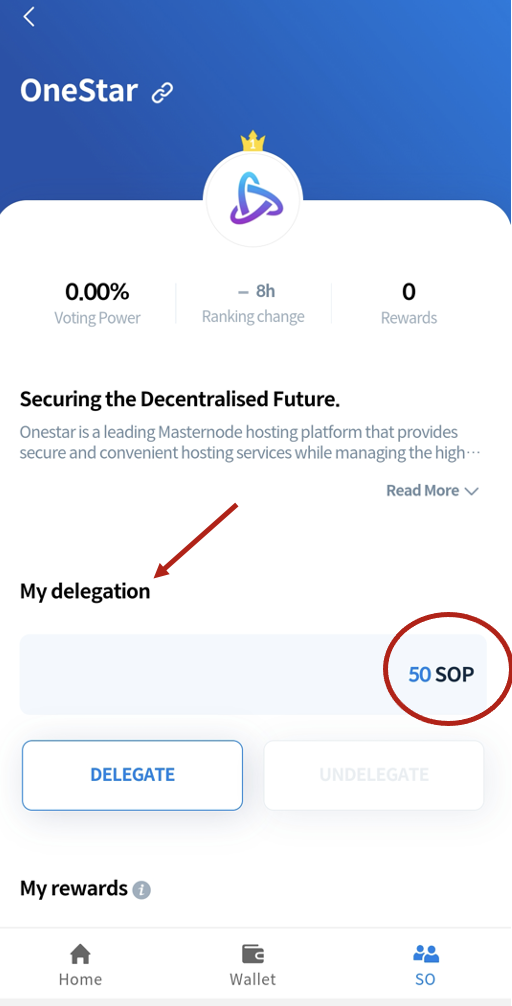 OneStar
1
0.00%
Voting Power
– 8h
Ranking change
0
Rewards
Securing the Decentralised Future.
Onestar is a leading Masternode hosting platform that provides
secure and convenient hosting services while managing the high···
Read More
My delegation
50 SOP
DELEGATE
UNDELEGATE
My rewards i
Home
Wallet
SO